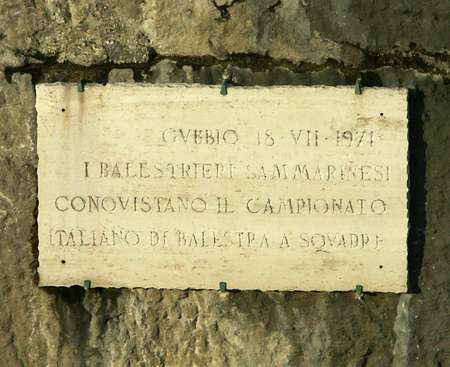 GVBBIO 18·VII·1971
I BALESTRIERI SAMMARINESI
CONQVISTANO IL CAMPIONATO
ITALIANO DI BALESTRA A SQVADRE